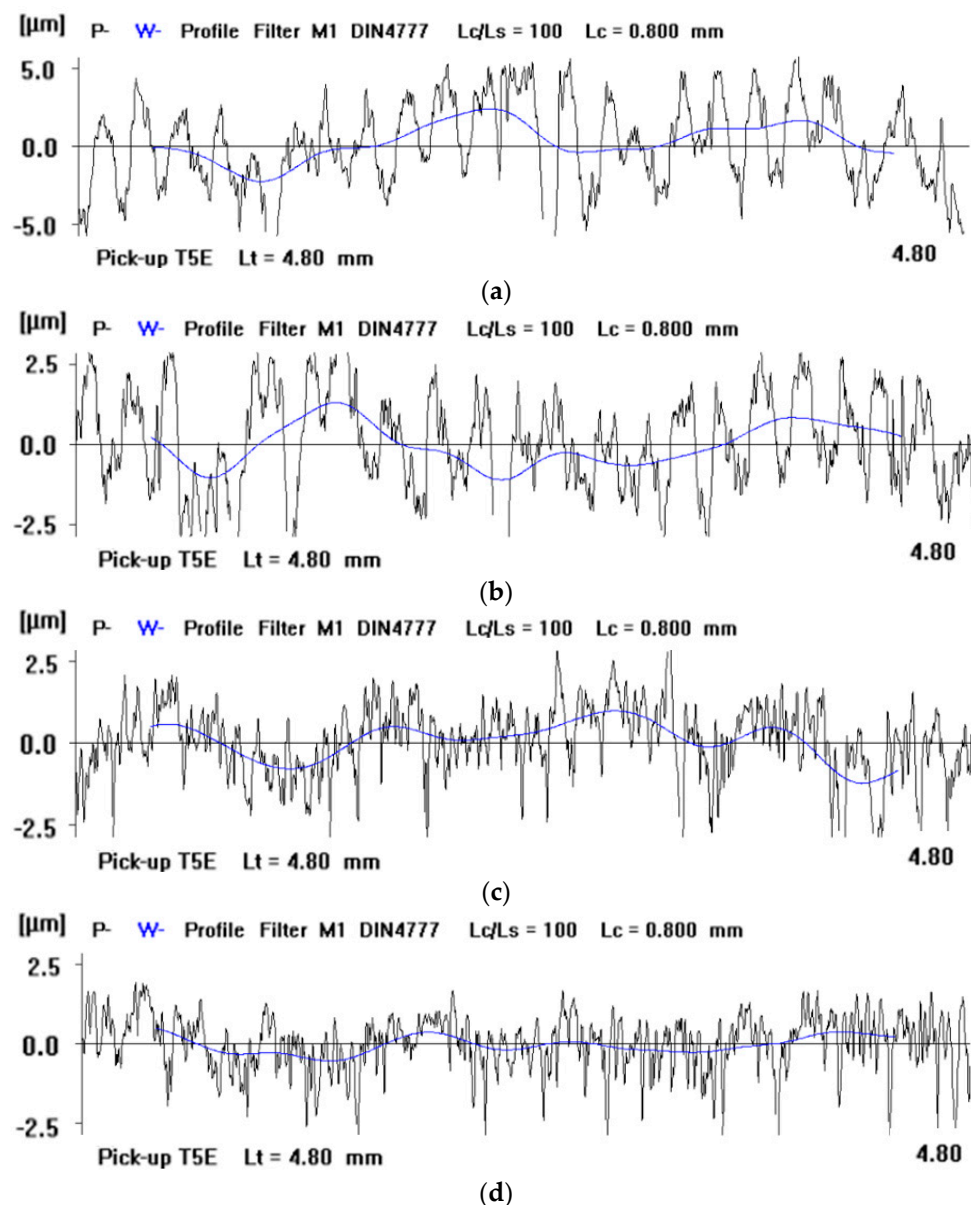 [µm] P- W- Profile Filter M1 DIN4777 Lc/Ls = 100 Lc = 0.800 mm
5.0
0.0
-5.0
Pick-up T5E Lt = 4.80 mm 4.80
(a)
[µm] P- W- Profile Filter M1 DIN4777 Lc/Ls = 100 Lc = 0.800 mm
2.5
0.0
-2.5
Pick-up T5E Lt = 4.80 mm 4.80
(b)
[µm] P- W- Profile Filter M1 DIN4777 Lc/Ls = 100 Lc = 0.800 mm
2.5
0.0
-2.5
Pick-up T5E Lt = 4.80 mm 4.80
(c)
[µm] P- W- Profile Filter M1 DIN4777 Lc/Ls = 100 Lc = 0.800 mm
2.5
0.0
-2.5
Pick-up T5E Lt = 4.80 mm 4.80
(d)